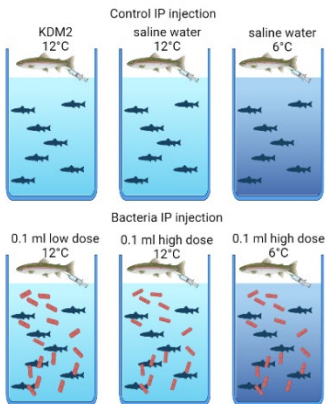 Control IP injection
KDM2 saline water saline water
12°C 12°C 6°C
Bacteria IP injection
0.1 ml low dose 0.1 ml high dose 0.1 ml high dose
12°C 12°C 6°C